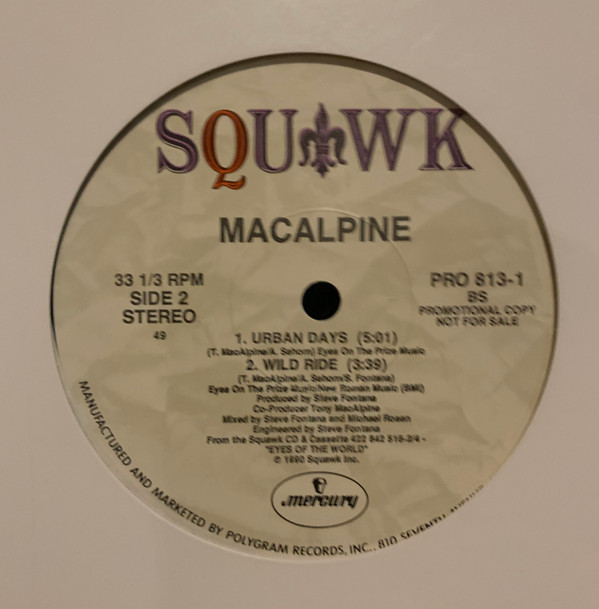 SQUAWK
MACALPINE
33 1/3 RPM
SIDE 2
STEREO
49
PRO 813-1
BS
PROMOTIONAL COPY
NOT FOR SALE
1. URBAN DAYS (5:01)
(T. MacAlpine/A. Sehorn) Eyes On The Prize Music
2. WILD RIDE (3:39)
(T. MacAlpine/A. Sehorn/S. Fontana)
Eyes On The Prize Music/New Roman Music (BMI)
Produced by Steve Fontana
Co-Producer Tony MacAlpine
Mixed by Steve Fontana and Michael Rosen
Engineered by Steve Fontana
From the Squawk CD & Cassette 422 842 518-2/4 -
"EYES OF THE WORLD"
© 1990 Squawk Inc.
mercury
MANUFACTURED AND MARKETED BY POLYGRAM RECORDS, INC., 810 SEVENTH